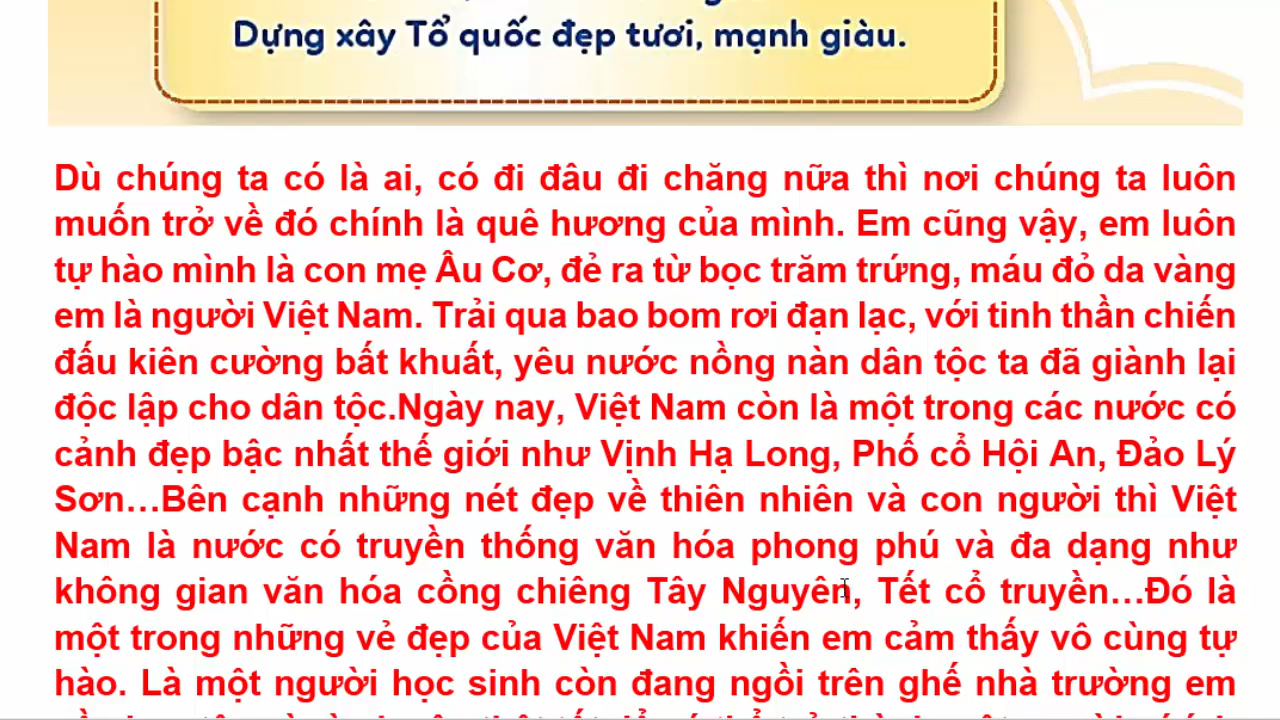 Dựng xây Tổ quốc đẹp tươi, mạnh giàu.
Dù chúng ta có là ai, có đi đâu đi chăng nữa thì nơi chúng ta luôn
muốn trở về đó chính là quê hương của mình. Em cũng vậy, em luôn
tự hào mình là con mẹ Âu Cơ, đẻ ra từ bọc trăm trứng, máu đỏ da vàng
em là người Việt Nam. Trải qua bao bom rơi đạn lạc, với tinh thần chiến
đấu kiên cường bất khuất, yêu nước nồng nàn dân tộc ta đã giành lại
độc lập cho dân tộc.Ngày nay, Việt Nam còn là một trong các nước có
cảnh đẹp bậc nhất thế giới như Vịnh Hạ Long, Phố cổ Hội An, Đảo Lý
Sơn…Bên cạnh những nét đẹp về thiên nhiên và con người thì Việt
Nam là nước có truyền thống văn hóa phong phú và đa dạng như
không gian văn hóa cồng chiêng Tây Nguyên, Tết cổ truyền…Đó là
một trong những vẻ đẹp của Việt Nam khiến em cảm thấy vô cùng tự
hào. Là một người học sinh còn đang ngồi trên ghế nhà trường em